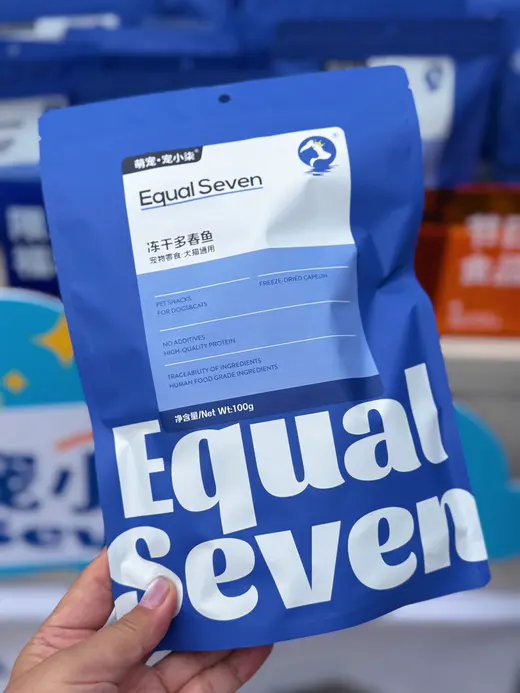 萌宠·宠小柒®
Equal Seven
冻干多春鱼
宠物零食·犬猫通用
PET SNACKS
FOR DOGS&CATS
FREEZE-DRIED CAPELIN
NO ADDITIVES
HIGH-QUALITY PROTEIN
TRACEABILITY OF INGREDIENTS
HUMAN FOOD GRADE INGREDIENTS
净含量/Net Wt:100g
Equal
Seven
宠小